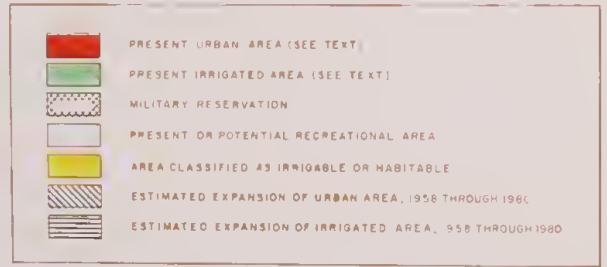 PRESENT URBAN AREA (SEE TEXT)
PRESENT IRRIGATED AREA (SEE TEXT)
MILITARY RESERVATION
PRESENT OR POTENTIAL RECREATIONAL AREA
AREA CLASSIFIED AS IRRIGABLE OR HABITABLE
ESTIMATED EXPANSION OF URBAN AREA, 1958 THROUGH 1980
ESTIMATED EXPANSION OF IRRIGATED AREA, 1958 THROUGH 1980